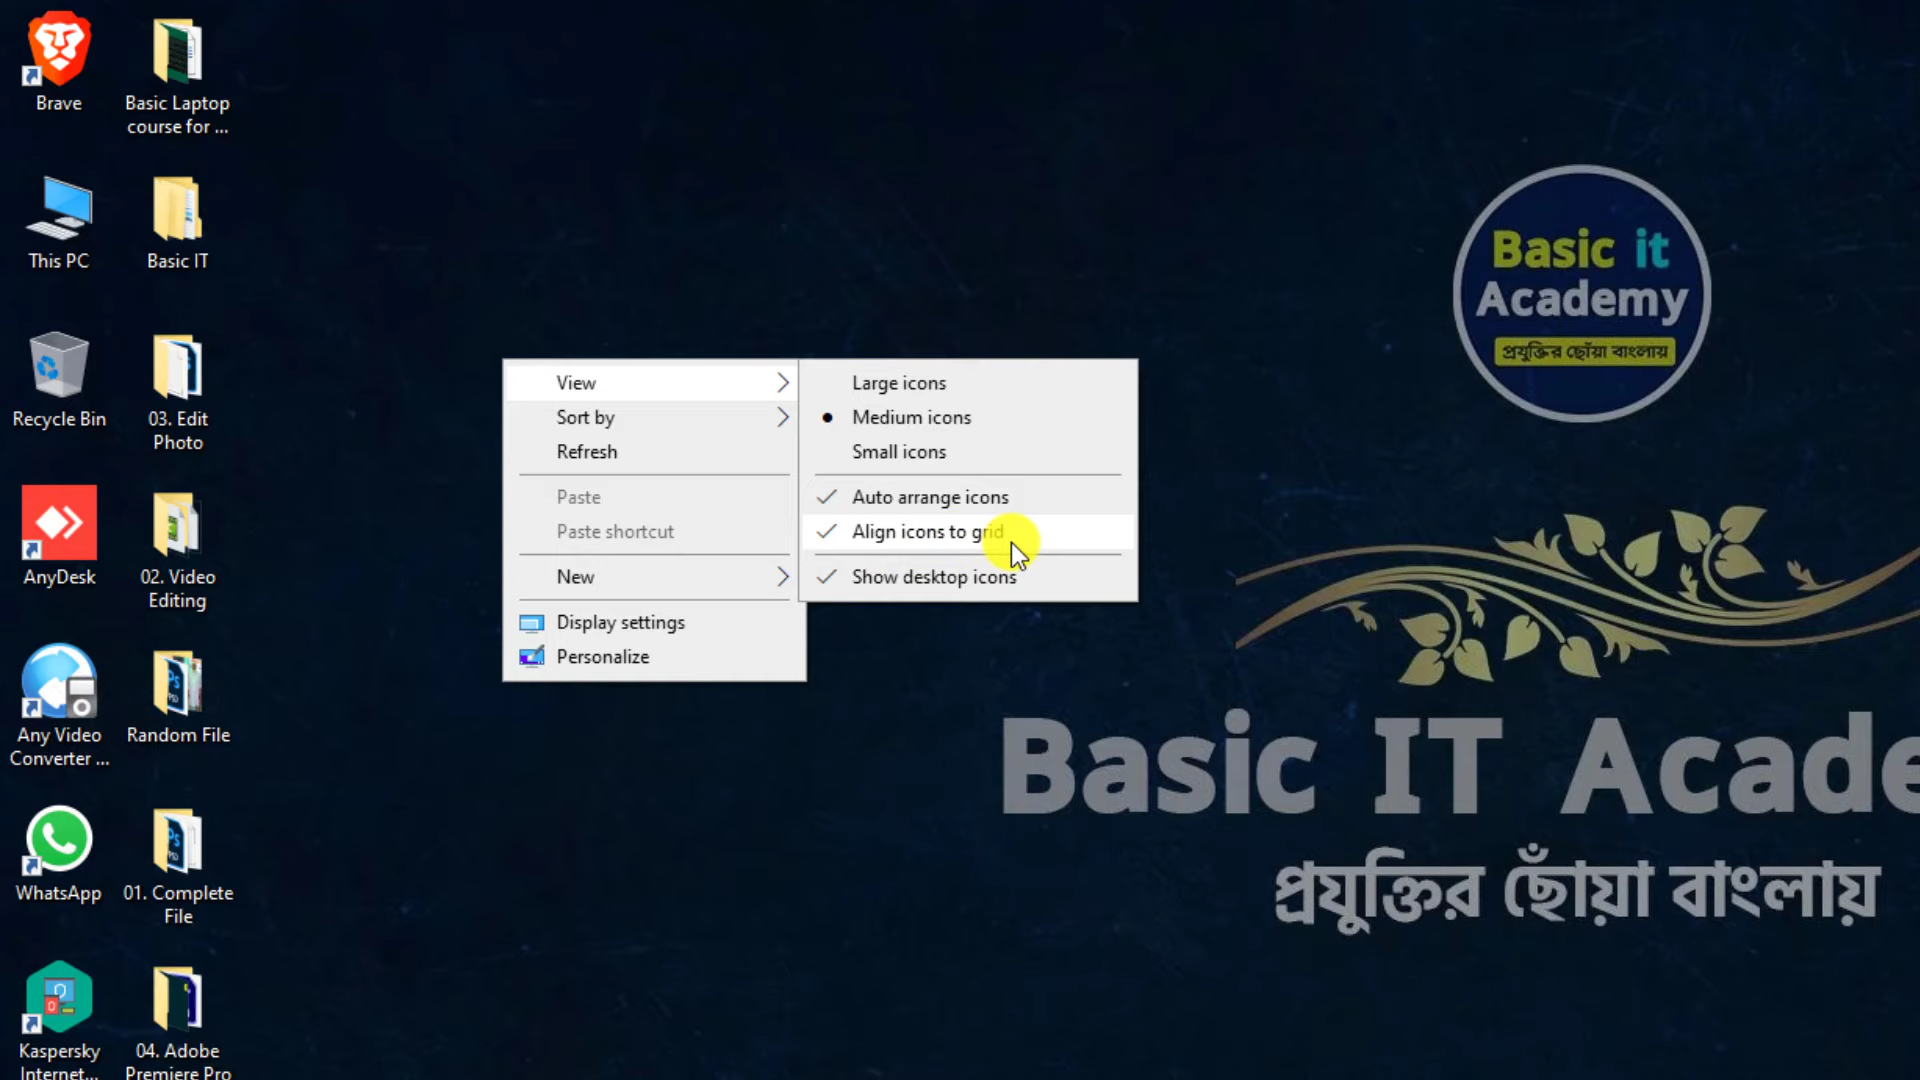 Brave
Basic Laptop
course for ...
This PC
Basic IT
Recycle Bin
03. Edit
Photo
AnyDesk
02. Video
Editing
Any Video
Converter ...
Random File
WhatsApp
01. Complete
File
Kaspersky
Internet...
04. Adobe
Premiere Pro
View
Sort by
Refresh
Paste
Paste shortcut
New
Display settings
Personalize
Large icons
Medium icons
Small icons
Auto arrange icons
Align icons to grid
Show desktop icons
Basic it
Academy
প্রযুক্তির ছোঁয়া বাংলায়
Basic IT Acade
প্রযুক্তির ছোঁয়া বাংলায়